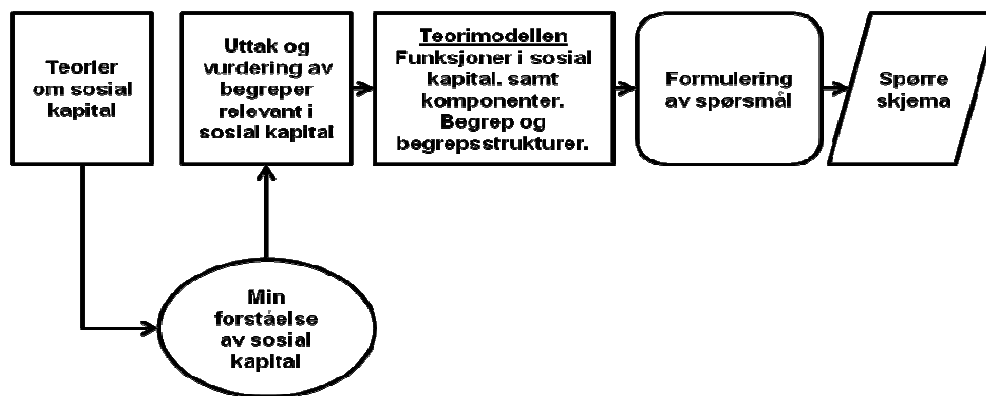 Teorier
om sosial
kapital
Uttak og
vurdering av
begreper
relevant i
sosial kapital
Teorimodellen
Funksjoner i sosial
kapital. samt
komponenter.
Begrep og
begrepsstrukturer.
Formulering
av spørsmål
Spørre
skjema
Min
forståelse
av sosial
kapital